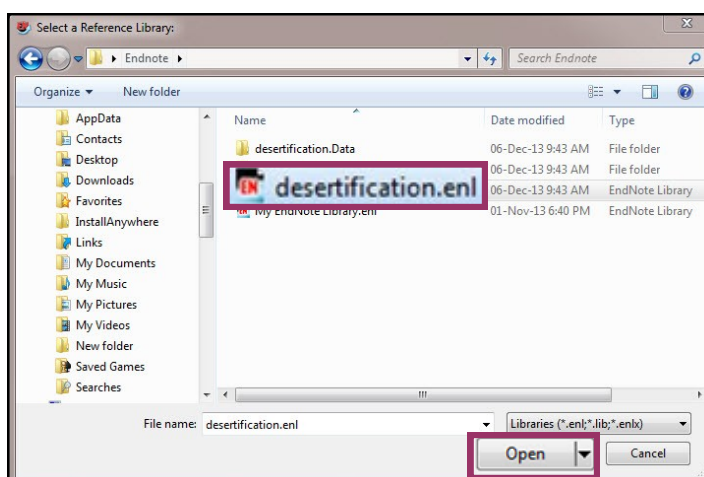 Select a Reference Library:
Endnote
Search Endnote
Organize
New folder
AppData
Contacts
Desktop
Downloads
Favorites
InstallAnywhere
Links
My Documents
My Music
My Pictures
My Videos
New folder
Saved Games
Searches
Name Date modified Type
desertification.Data 06-Dec-13 9:43 AM File folder
06-Dec-13 9:43 AM File folder
EN desertification.enl 06-Dec-13 9:43 AM EndNote Library
My EndNote Library.enl 01-Nov-13 6:40 PM EndNote Library
File name: desertification.enl Libraries (*.enl;*.lib;*.enlx)
Open Cancel